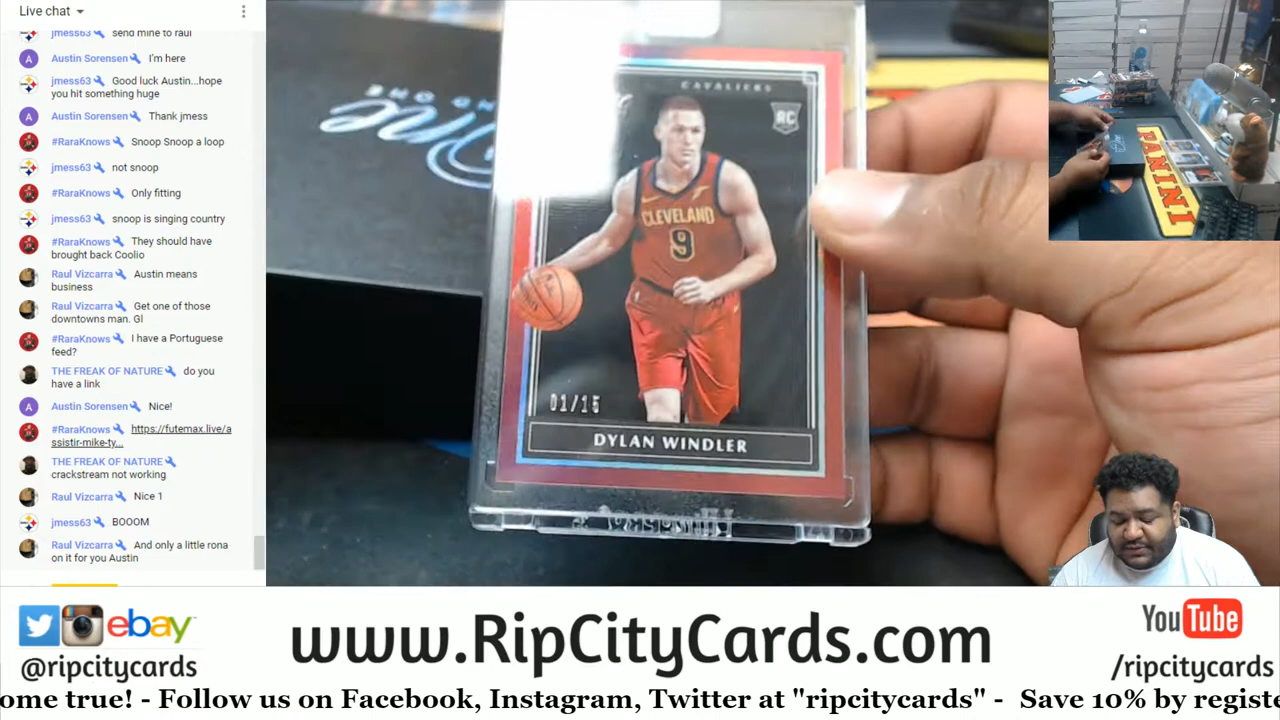 Live chat
jmess63 send mine to raul
Austin Sorensen I'm here
jmess63 Good luck Austin...hope
you hit something huge
Austin Sorensen Thank jmess
#RaraKnows Snoop Snoop a loop
jmess63 not snoop
#RaraKnows Only fitting
jmess63 snoop is singing country
#RaraKnows They should have
brought back Coolio
Raul Vizcarra Austin means
business
Raul Vizcarra Get one of those
downtowns man. Gl
#RaraKnows I have a Portuguese
feed?
THE FREAK OF NATURE do you
have a link
Austin Sorensen Nice!
#RaraKnows https://futemax.live/a
ssistir-mike-ty...
THE FREAK OF NATURE
crackstream not working
Raul Vizcarra Nice 1
jmess63 BOOOM
Raul Vizcarra And only a little rona
on it for you Austin
CAVALIERS
RC
CLEVELAND
9
01/15
DYLAN WINDLER
PANINI
ebay
@ripcitycards
www.RipCityCards.com
YouTube
/ripcitycards
ome true! - Follow us on Facebook, Instagram, Twitter at "ripcitycards" - Save 10% by registe